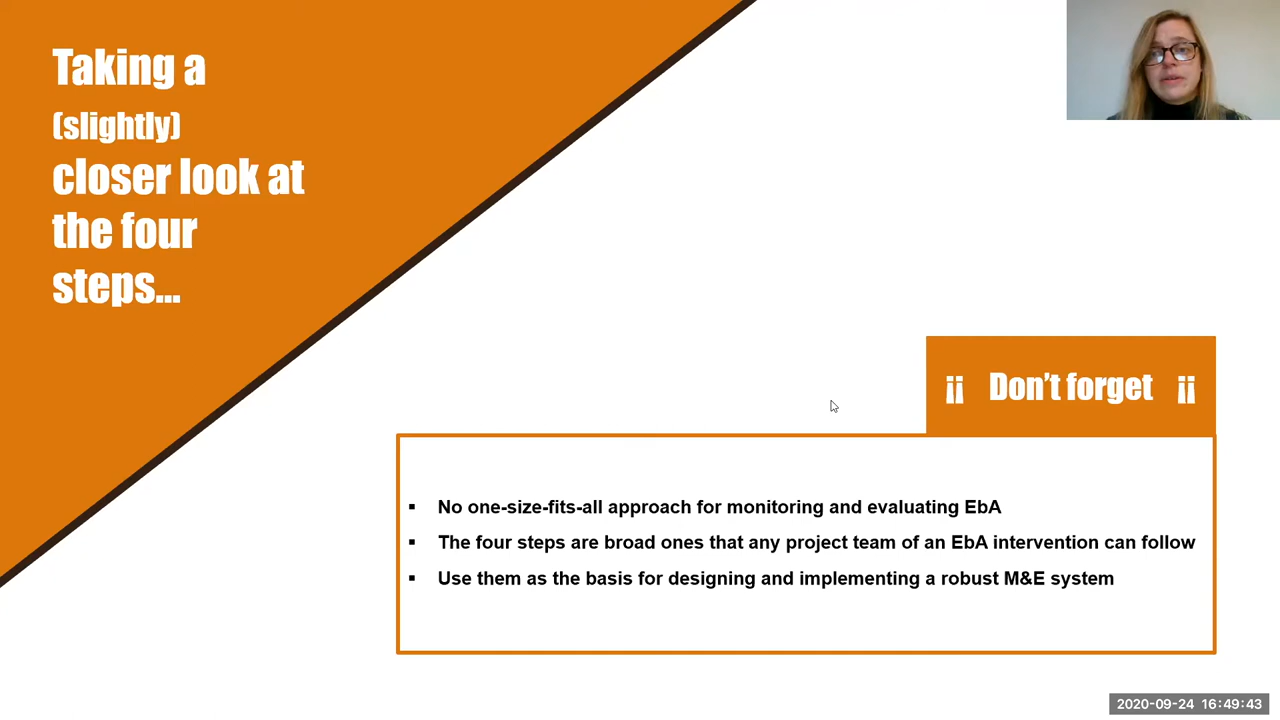 Taking a
(slightly)
closer look at
the four
steps...
¡¡ Don't forget ¡¡
▪ No one-size-fits-all approach for monitoring and evaluating EbA
▪ The four steps are broad ones that any project team of an EbA intervention can follow
▪ Use them as the basis for designing and implementing a robust M&E system
2020-09-24 16:49:43